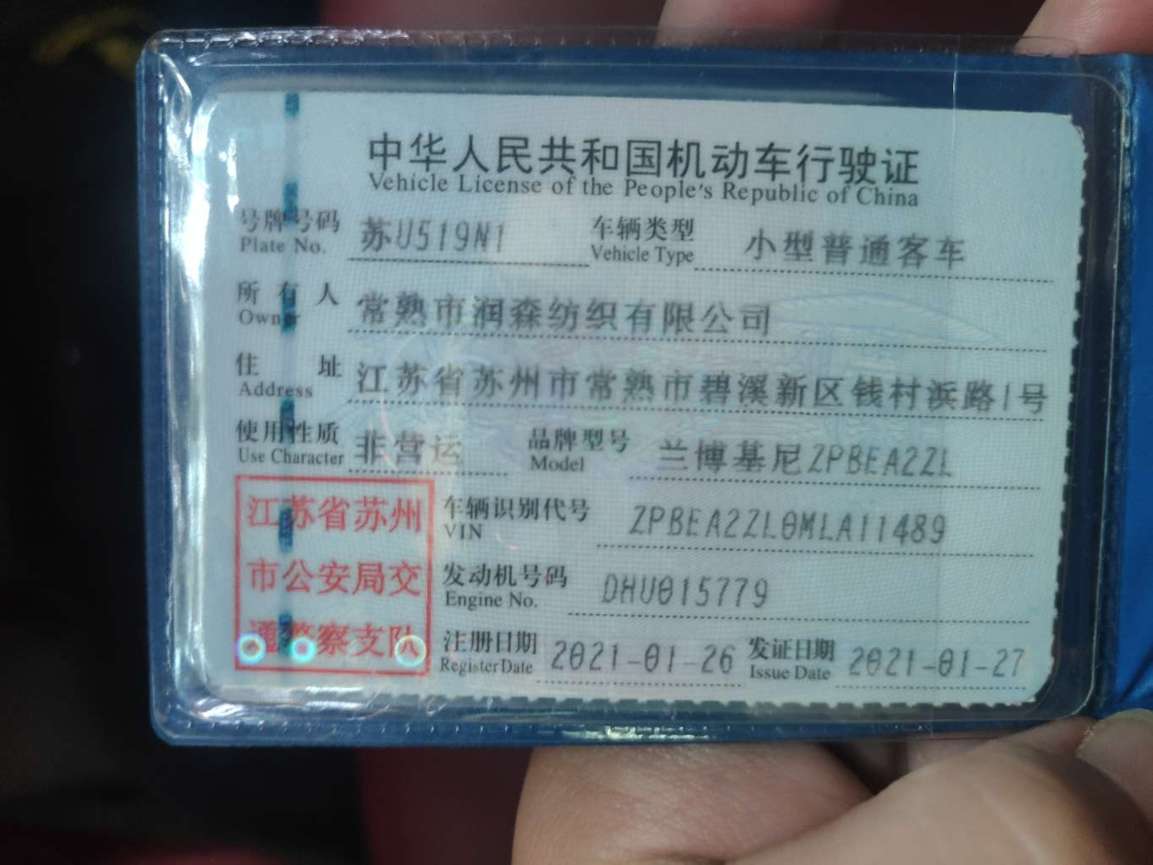 中华人民共和国机动车行驶证
Vehicle License of the People's Republic of China
号牌号码 苏U519N1 车辆类型 小型普通客车
Plate No. Vehicle Type
所有人 常熟市润森纺织有限公司
Owner
住址 江苏省苏州市常熟市碧溪新区钱村浜路1号
Address
使用性质 非营运 品牌型号 兰博基尼ZPBEA2ZL
Use Character Model
江苏省苏州
市公安局交
通警察支队
车辆识别代号 ZPBEA2ZL0MLA11489
VIN
发动机号码 DHU015779
Engine No.
注册日期 2021-01-26 发证日期 2021-01-27
Register Date Issue Date